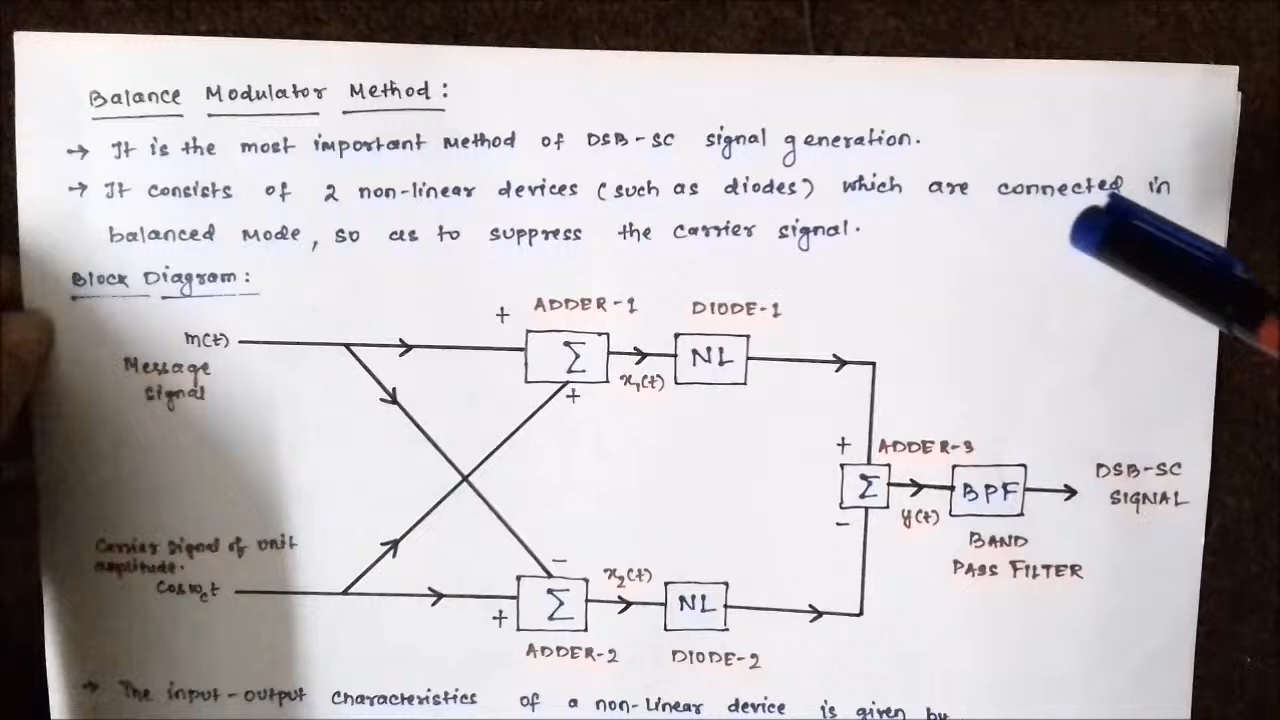 Balance Modulator Method :
→ It is the most important method of DSB-SC signal generation.
→ It consists of 2 non-linear devices (such as diodes) which are connected in
balanced mode, so as to suppress the carrier signal.
Block Diagram :
+ ADDER-1 DIODE-1
m(t) Σ NL
Message
signal
x₁(t)
+
+ ADDER-3
Σ BPF DSB-SC
SIGNAL
- y(t)
BAND
PASS FILTER
Carrier signal of unit
amplitude.
Cosω_ct
- x₂(t)
+ Σ NL
ADDER-2 DIODE-2
→ The input-output characteristics of a non-linear device is given by